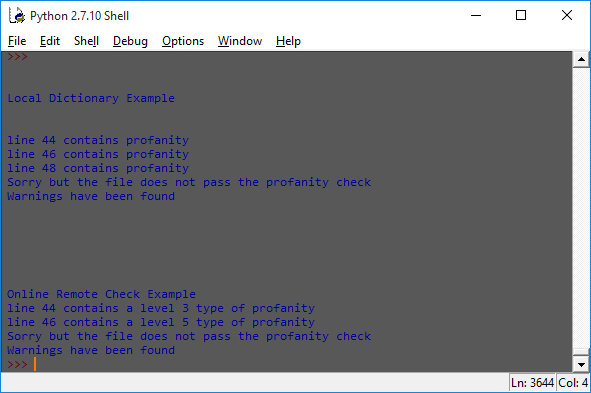 Python 2.7.10 Shell
File Edit Shell Debug Options Window Help
>>>
Local Dictionary Example
line 44 contains profanity
line 46 contains profanity
line 48 contains profanity
Sorry but the file does not pass the profanity check
Warnings have been found
Online Remote Check Example
line 44 contains a level 3 type of profanity
line 46 contains a level 5 type of profanity
Sorry but the file does not pass the profanity check
Warnings have been found
>>>
Ln: 3644 Col: 4